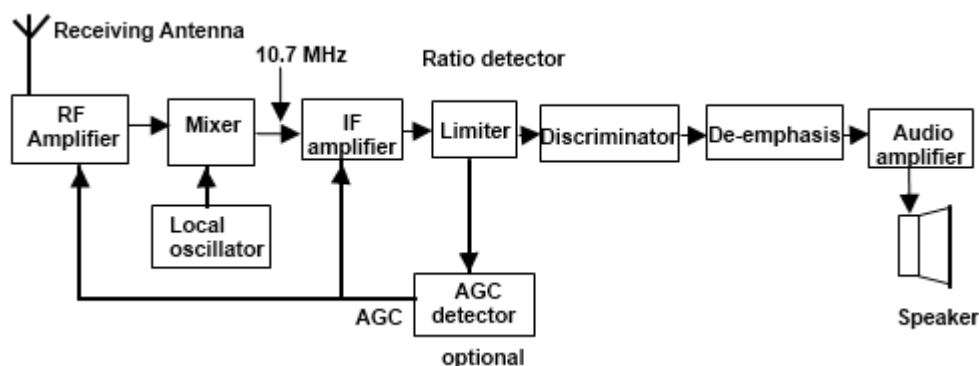 Receiving Antenna
10.7 MHz
Ratio detector
RF
Amplifier
Mixer
IF
amplifier
Limiter
Discriminator
De-emphasis
Audio
amplifier
Local
oscillator
AGC
AGC
detector
optional
Speaker